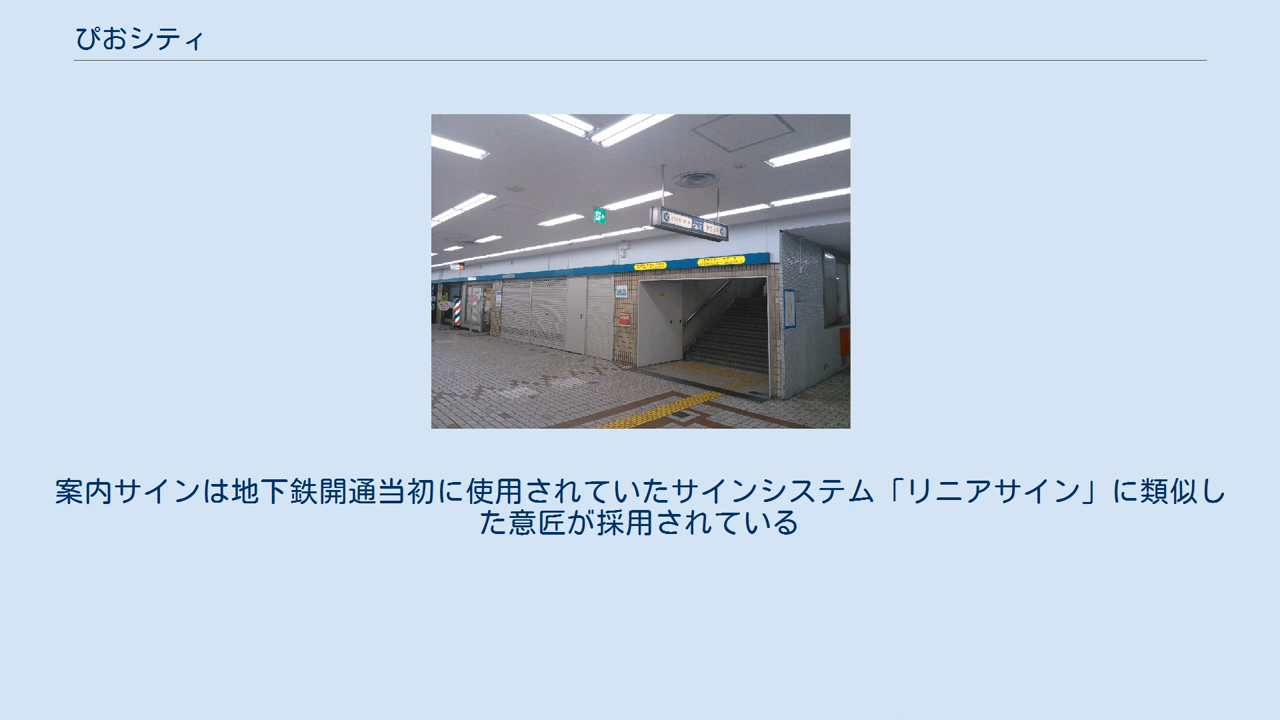 ぴおシティ
案内サインは地下鉄開通当初に使用されていたサインシステム「リニアサイン」に類似し
た意匠が採用されている